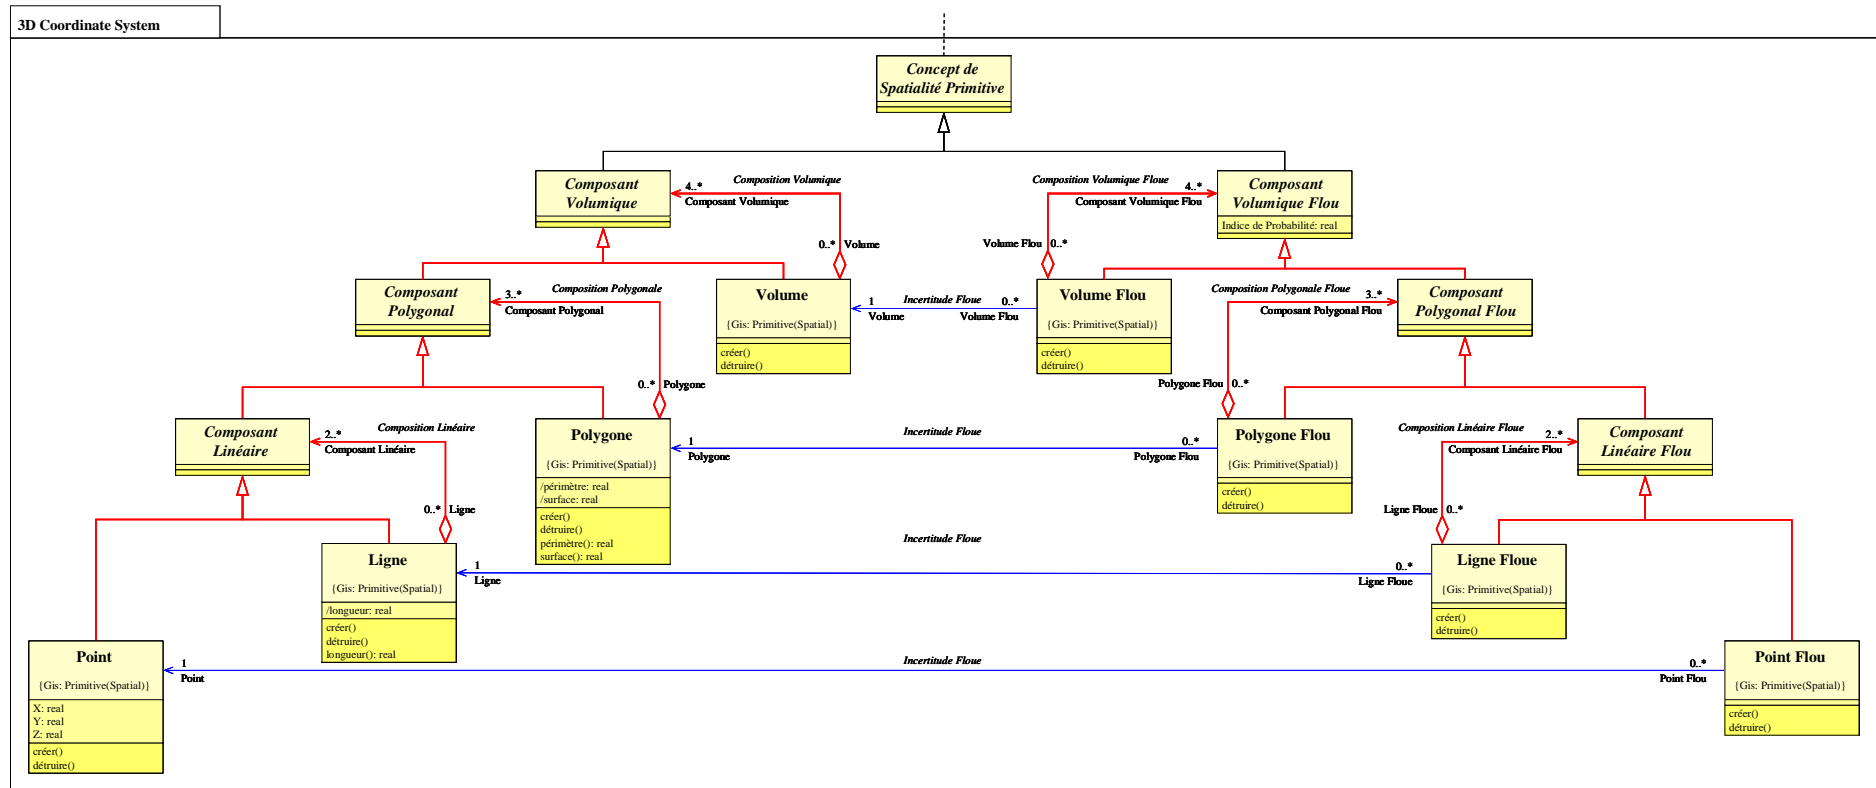 3D Coordinate System
Concept de
Spatialité Primitive
Composant
Volumique
4..*
Composition Volumique
Composant Volumique
0..*
Volume
Composition Volumique Floue
4..*
Composant Volumique Flou
Volume Flou
0..*
Composant
Volumique Flou
Indice de Probabilité: real
Composant
Polygonal
3..*
Composition Polygonale
Composant Polygonal
0..*
Polygone
Volume
{Gis: Primitive(Spatial)}
créer()
détruire()
1
Volume
Incertitude Floue
0..*
Volume Flou
Volume Flou
{Gis: Primitive(Spatial)}
créer()
détruire()
Composition Polygonale Floue
3..*
Composant Polygonal Flou
Polygone Flou
0..*
Composant
Polygonal Flou
Composant
Linéaire
2..*
Composition Linéaire
Composant Linéaire
0..*
Ligne
Polygone
{Gis: Primitive(Spatial)}
/périmètre: real
/surface: real
créer()
détruire()
périmètre(): real
surface(): real
1
Polygone
Incertitude Floue
0..*
Polygone Flou
Polygone Flou
{Gis: Primitive(Spatial)}
créer()
détruire()
Composition Linéaire Floue
2..*
Composant Linéaire Flou
Ligne Floue
0..*
Composant
Linéaire Flou
Ligne
{Gis: Primitive(Spatial)}
/longueur: real
créer()
détruire()
longueur(): real
1
Ligne
Incertitude Floue
0..*
Ligne Floue
Ligne Floue
{Gis: Primitive(Spatial)}
créer()
détruire()
Point
{Gis: Primitive(Spatial)}
X: real
Y: real
Z: real
créer()
détruire()
1
Point
Incertitude Floue
0..*
Point Flou
Point Flou
{Gis: Primitive(Spatial)}
créer()
détruire()